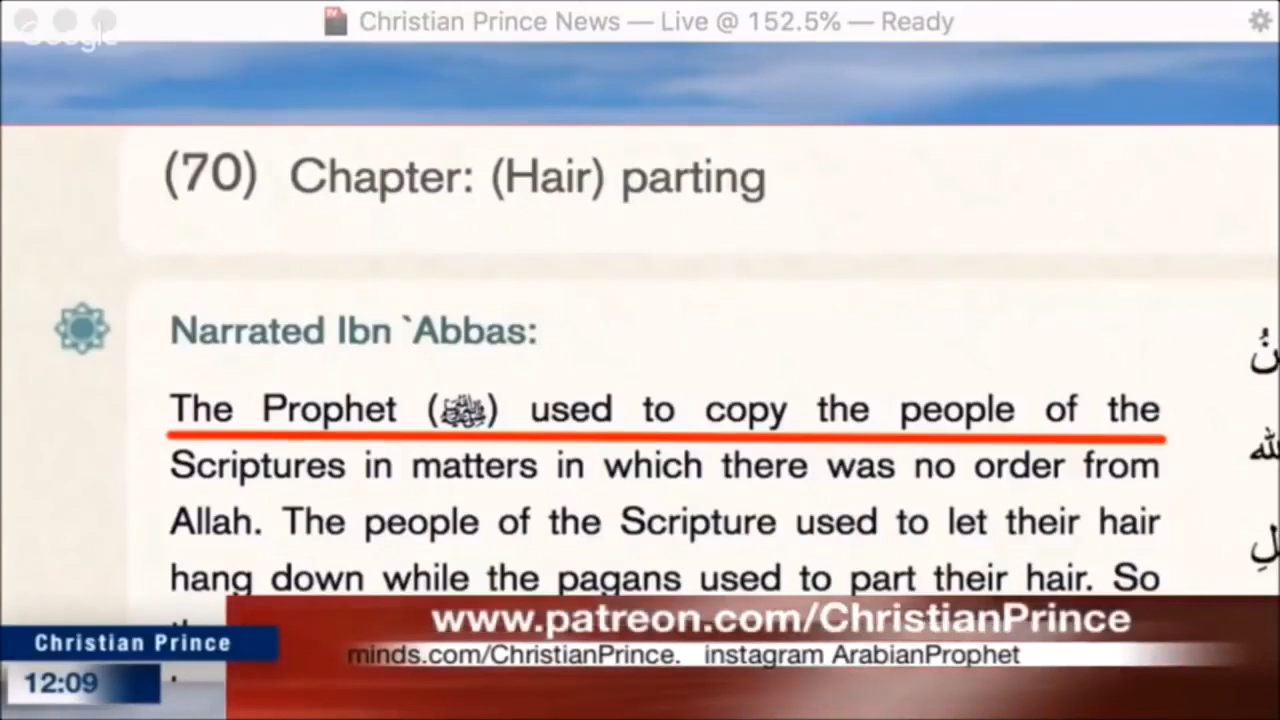 Christian Prince News — Live @ 152.5% — Ready
Google
(70) Chapter: (Hair) parting
Narrated Ibn `Abbas:
The Prophet (ﷺ) used to copy the people of the
Scriptures in matters in which there was no order from
Allah. The people of the Scripture used to let their hair
hang down while the pagans used to part their hair. So
www.patreon.com/ChristianPrince
Christian Prince
minds.com/ChristianPrince. instagram ArabianProphet
12:09